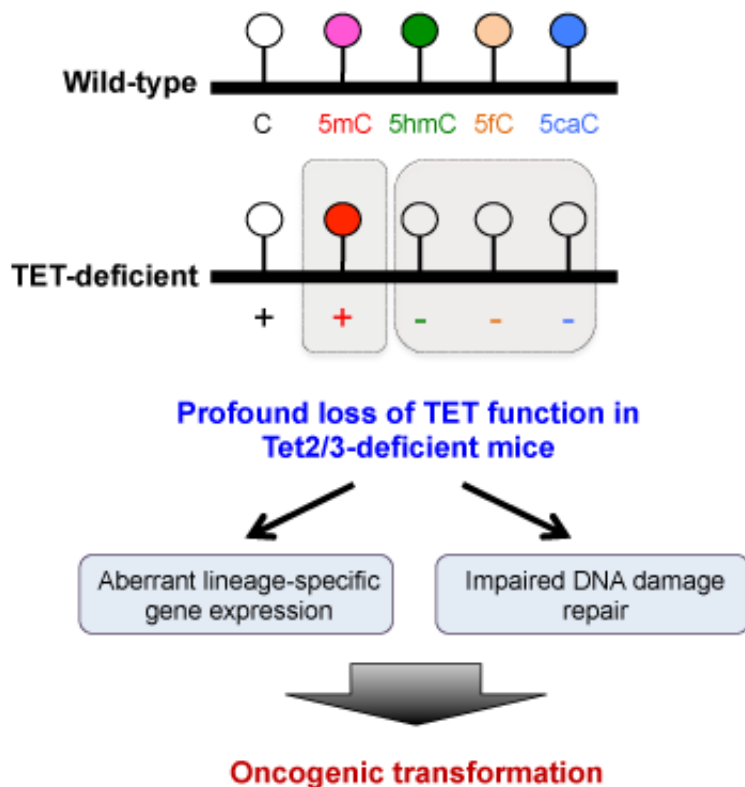 Wild-type
C 5mC 5hmC 5fC 5caC
TET-deficient
+ + - - -
Profound loss of TET function in
Tet2/3-deficient mice
Aberrant lineage-specific
gene expression
Impaired DNA damage
repair
Oncogenic transformation